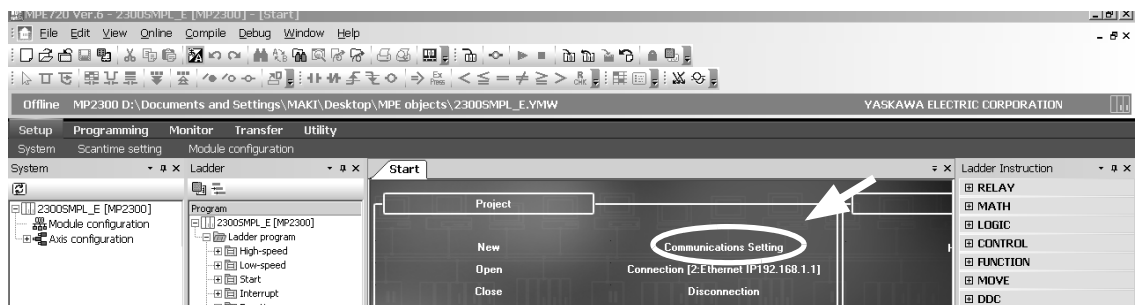 MPE720 Ver.6 - 2300SMPL_E [MP2300] - [Start]
File Edit View Online Compile Debug Window Help
Offline MP2300 D:\Documents and Settings\MAKI\Desktop\MPE objects\2300SMPL_E.YMW YASKAWA ELECTRIC CORPORATION
Setup Programming Monitor Transfer Utility
System Scantime setting Module configuration
System Ladder Start Ladder Instruction
RELAY
Program Project MATH
2300SMPL_E [MP2300] 2300SMPL_E [MP2300] LOGIC
Module configuration Ladder program New Communications Setting CONTROL
Axis configuration High-speed FUNCTION
Low-speed Open Connection [2:Ethernet IP192.168.1.1] MOVE
Start Close Disconnection DDC
Interrupt